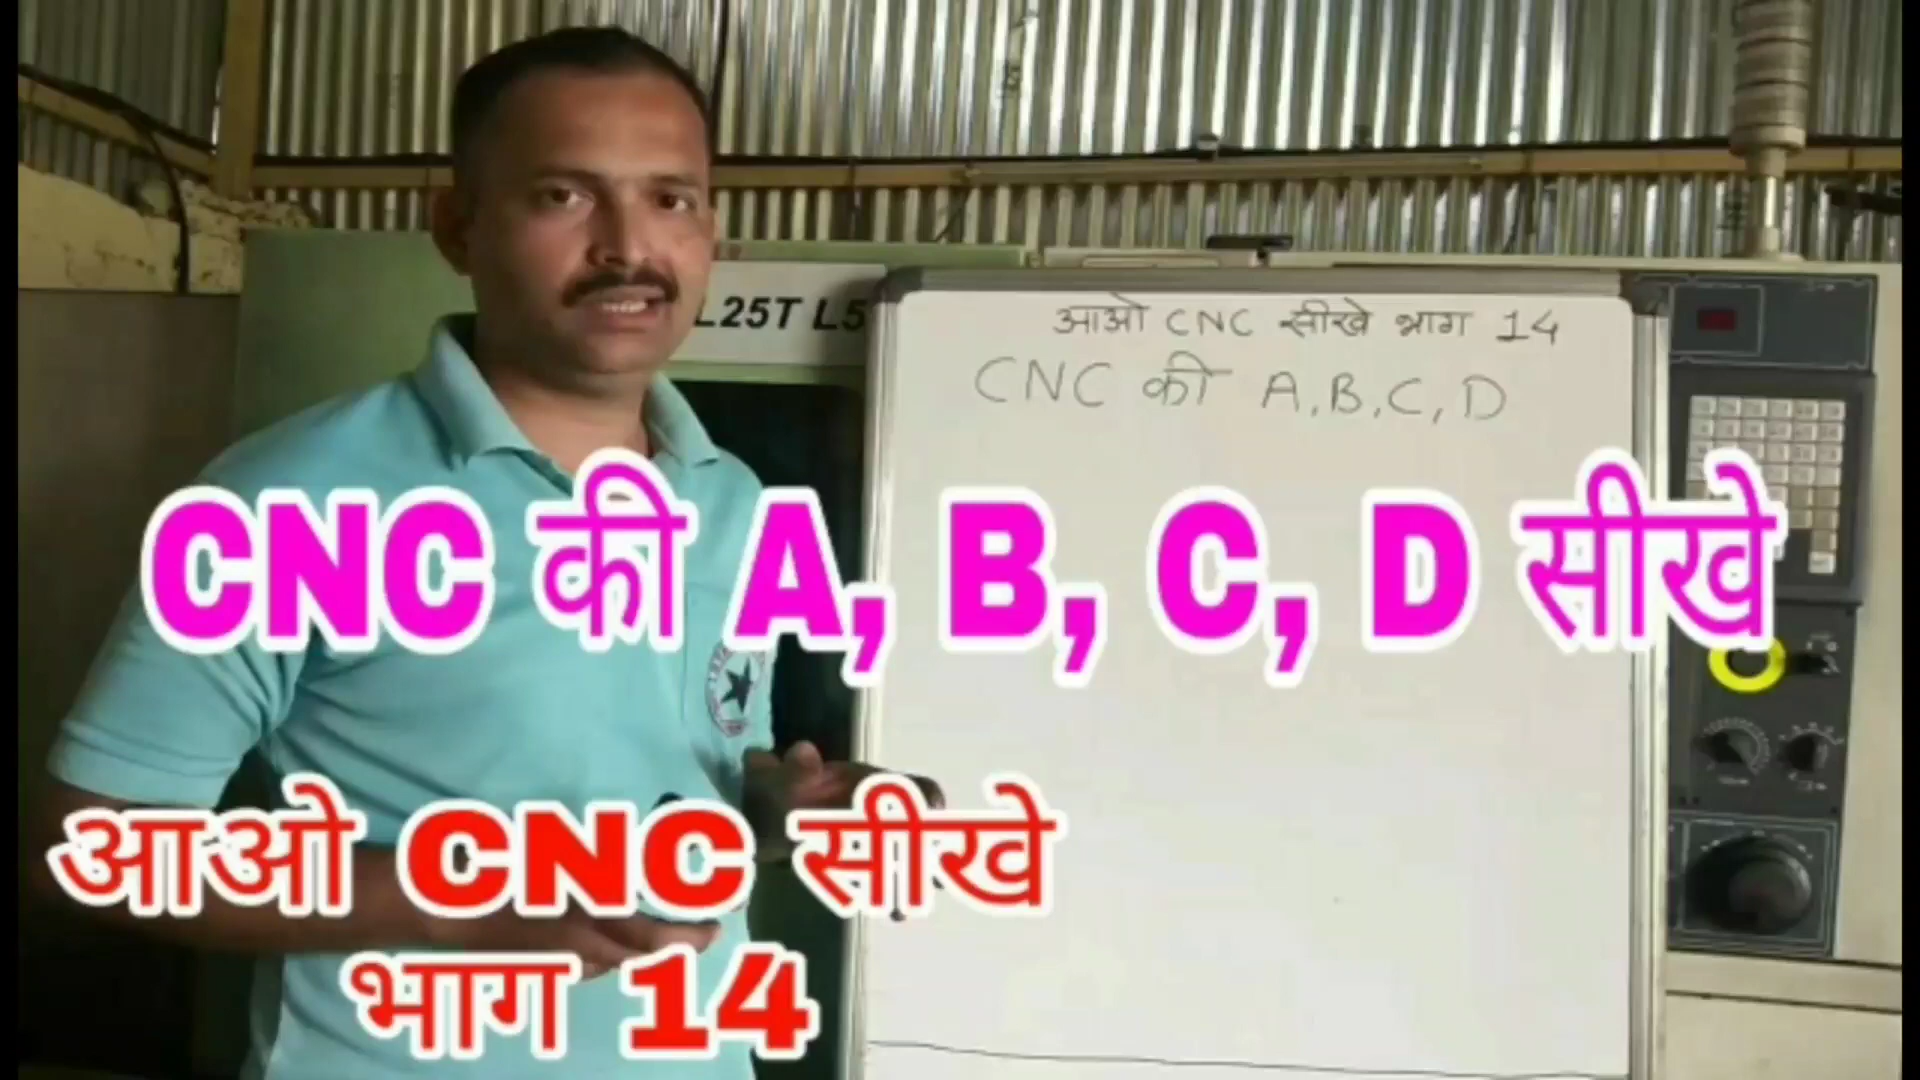 L25T L5
आओ CNC सीखे भाग 14
CNC की A,B,C,D
CNC की A, B, C, D सीखे
आओ CNC सीखे
भाग 14